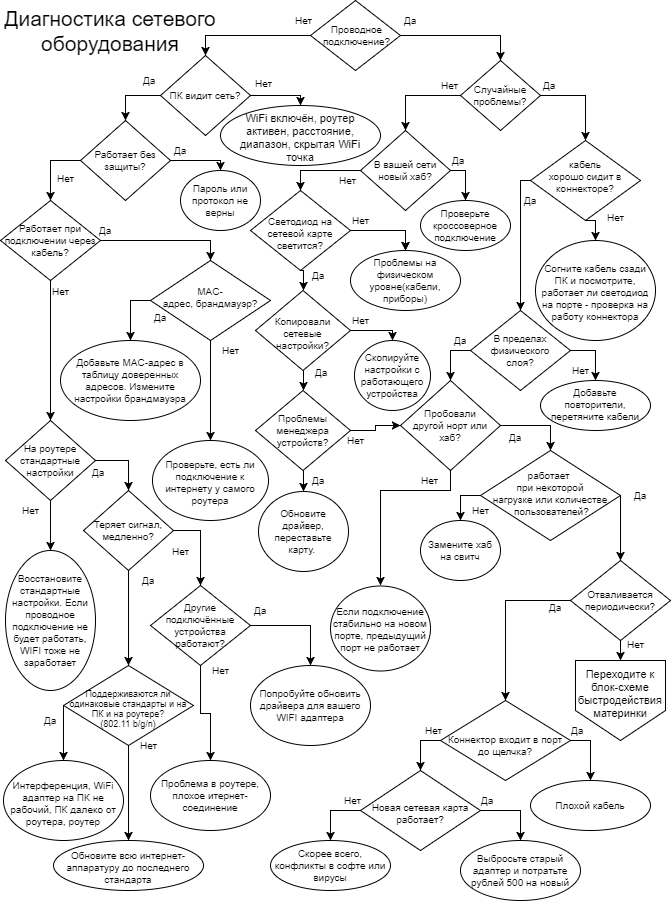 Диагностика сетевого
оборудования
Проводное
подключение?
Нет
Да
ПК видит сеть?
Да
Нет
Случайные
проблемы?
Нет
Да
WiFi включён, роутер
активен, расстояние,
диапазон, скрытая WiFi
точка
Работает без
защиты?
Да
Нет
В вашей сети
новый хаб?
Да
Нет
кабель
хорошо сидит в
коннекторе?
Да
Нет
Пароль или
протокол не
верны
Проверьте
кроссоверное
подключение
Работает при
подключении через
кабель?
Да
Нет
Светодиод на
сетевой карте
светится?
Нет
Да
Проблемы на
физическом
уровне(кабели,
приборы)
Согните кабель сзади
ПК и посмотрите,
работает ли светодиод
на порте - проверка на
работу коннектора
MAC-
адрес, брандмауэр?
Да
Нет
Копировали
сетевые
настройки?
Нет
Да
В пределах
физического
слоя?
Да
Нет
Добавьте MAC-адрес в
таблицу доверенных
адресов. Измените
настройки брандмауэра
Скопируйте
настройки с
работающего
устройства
Добавьте
повторители,
перетяните кабели
На роутере
стандартные
настройки
Да
Нет
Проблемы
менеджера
устройств?
Нет
Да
Пробовали
другой норт или
хаб?
Да
Нет
Проверьте, есть ли
подключение к
интернету у самого
роутера
Обновите
драйвер,
переставьте
карту.
работает
при некоторой
нагрузке или количестве
пользователей?
Нет
Да
Теряет сигнал,
медленно?
Да
Нет
Замените хаб
на свитч
Восстановите
стандартные
настройки. Если
проводное
подключение не
будет работать,
WIFI тоже не
заработает
Другие
подключённые
устройства
работают?
Да
Нет
Если подключение
стабильно на новом
порте, предыдущий
порт не работает
Отваливается
периодически?
Да
Нет
Поддерживаются ли
одинаковые стандарты и на
ПК и на роутере?
(802.11 b/g/n)
Да
Нет
Попробуйте обновить
драйвера для вашего
WIFI адаптера
Переходите к
блок-схеме
быстродействия
материнки
Коннектор входит в порт
до щелчка?
Нет
Да
Интерференция, WiFi
адаптер на ПК не
рабочий, ПК далеко от
роутера, роутер
Проблема в роутере,
плохое итернет-
соединение
Новая сетевая карта
работает?
Нет
Да
Плохой кабель
Обновите всю интернет-
аппаратуру до последнего
стандарта
Скорее всего,
конфликты в софте или
вирусы
Выбросьте старый
адаптер и потратьте
рублей 500 на новый